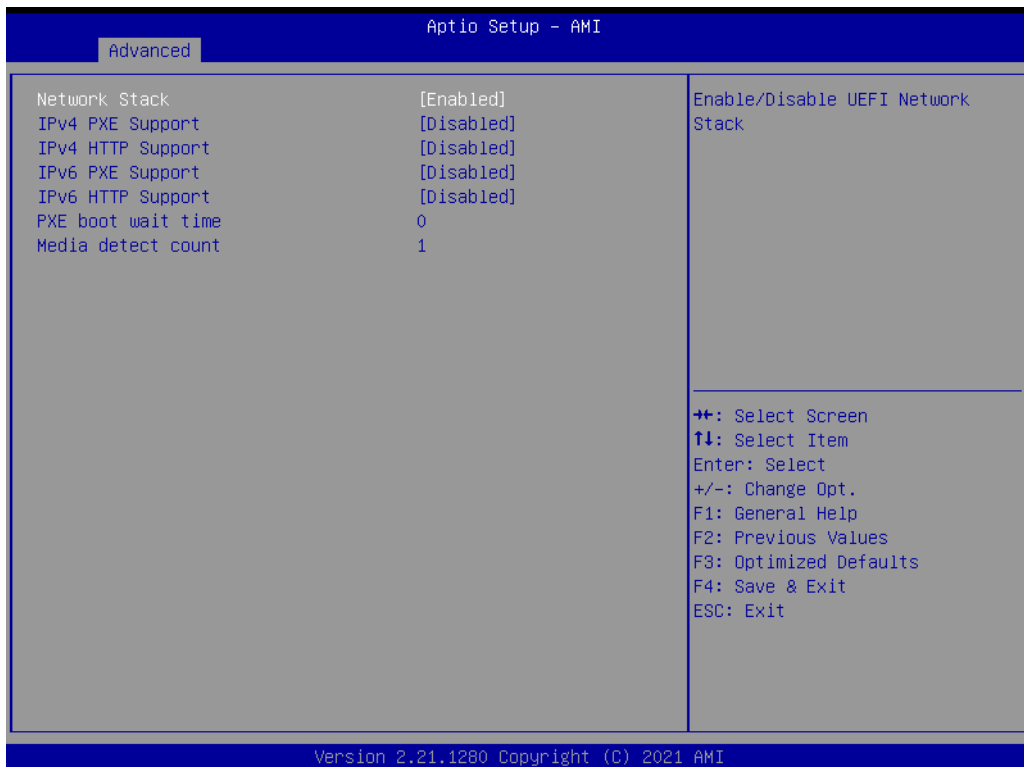 Aptio Setup – AMI
Advanced
Network Stack [Enabled]
IPv4 PXE Support [Disabled]
IPv4 HTTP Support [Disabled]
IPv6 PXE Support [Disabled]
IPv6 HTTP Support [Disabled]
PXE boot wait time 0
Media detect count 1
Enable/Disable UEFI Network
Stack
→←: Select Screen
↑↓: Select Item
Enter: Select
+/-: Change Opt.
F1: General Help
F2: Previous Values
F3: Optimized Defaults
F4: Save & Exit
ESC: Exit
Version 2.21.1280 Copyright (C) 2021 AMI